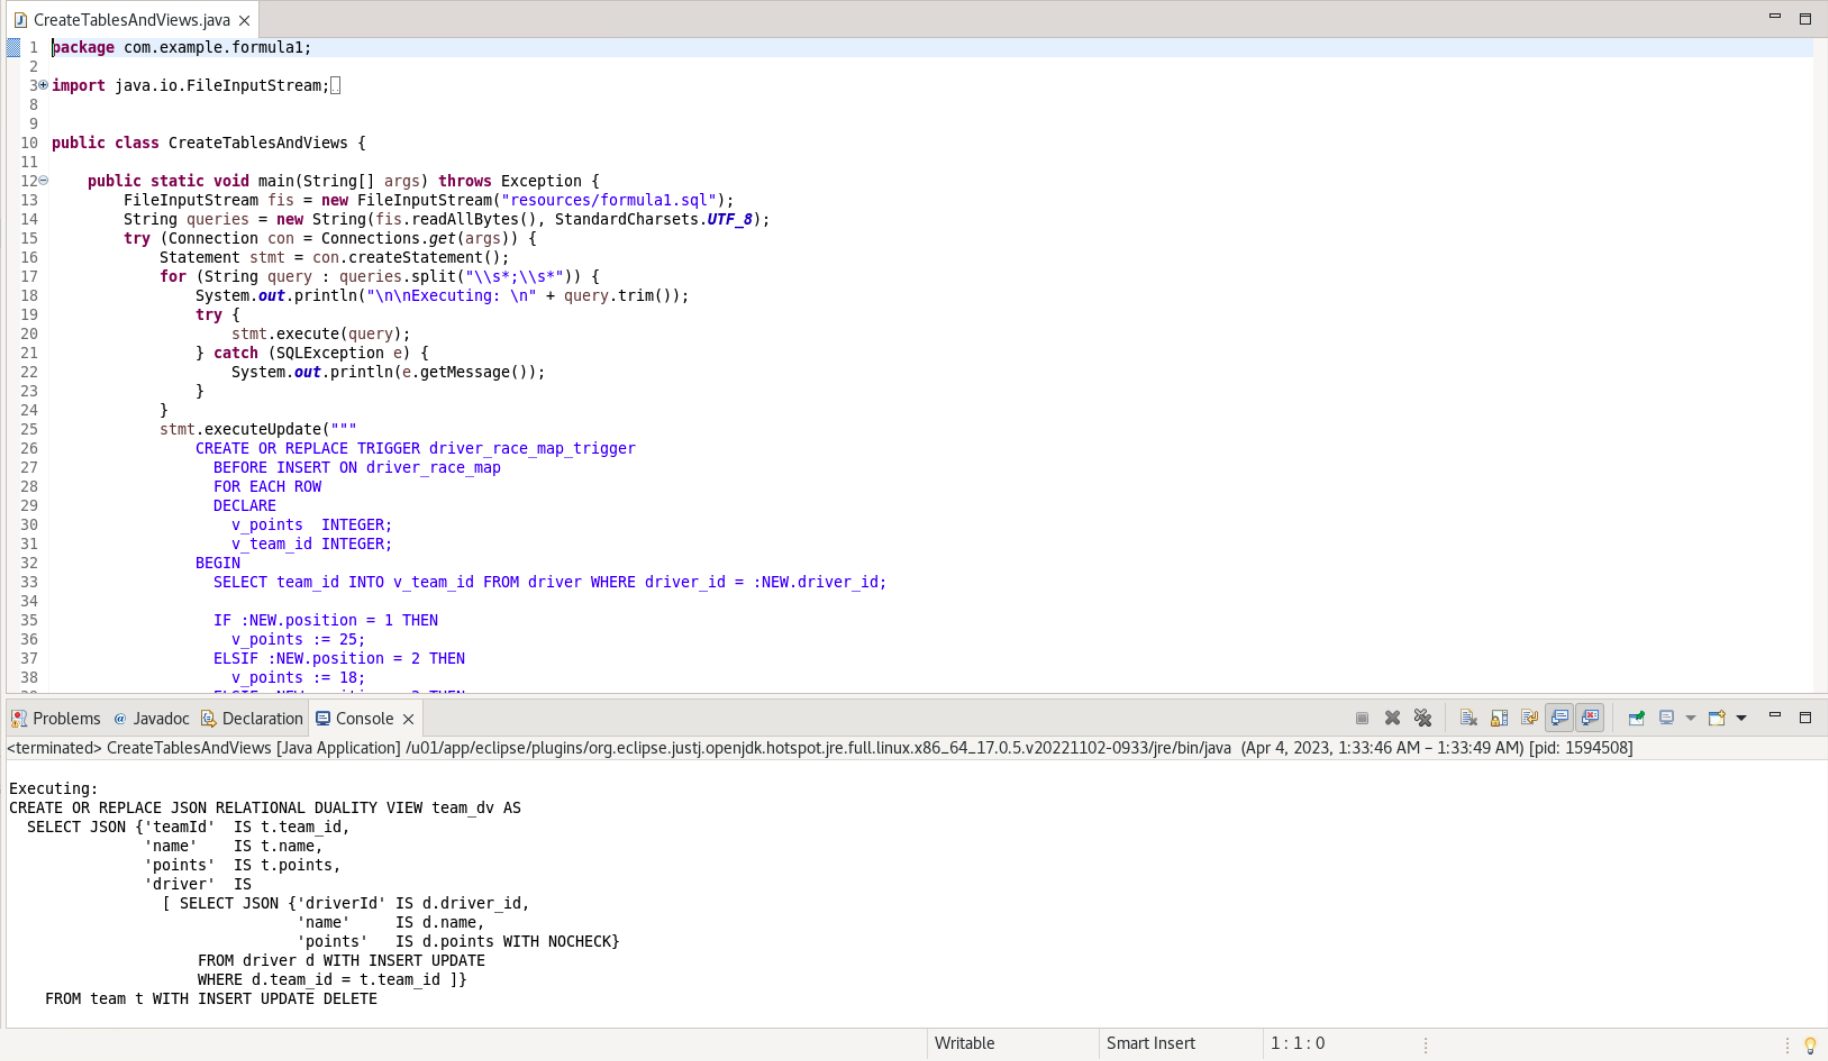 CreateTablesAndViews.java
1 package com.example.formula1;
2
3 import java.io.FileInputStream;
8
9
10 public class CreateTablesAndViews {
11
12     public static void main(String[] args) throws Exception {
13         FileInputStream fis = new FileInputStream("resources/formula1.sql");
14         String queries = new String(fis.readAllBytes(), StandardCharsets.UTF_8);
15         try (Connection con = Connections.get(args)) {
16             Statement stmt = con.createStatement();
17             for (String query : queries.split("\\s*;\\s*")) {
18                 System.out.println("\n\nExecuting: \n" + query.trim());
19                 try {
20                     stmt.execute(query);
21                 } catch (SQLException e) {
22                     System.out.println(e.getMessage());
23                 }
24             }
25             stmt.executeUpdate("""
26                 CREATE OR REPLACE TRIGGER driver_race_map_trigger
27                   BEFORE INSERT ON driver_race_map
28                   FOR EACH ROW
29                   DECLARE
30                     v_points  INTEGER;
31                     v_team_id INTEGER;
32                 BEGIN
33                   SELECT team_id INTO v_team_id FROM driver WHERE driver_id = :NEW.driver_id;
34
35                   IF :NEW.position = 1 THEN
36                     v_points := 25;
37                   ELSIF :NEW.position = 2 THEN
38                     v_points := 18;
Problems @ Javadoc Declaration Console
<terminated> CreateTablesAndViews [Java Application] /u01/app/eclipse/plugins/org.eclipse.justj.openjdk.hotspot.jre.full.linux.x86_64_17.0.5.v20221102-0933/jre/bin/java (Apr 4, 2023, 1:33:46 AM – 1:33:49 AM) [pid: 1594508]
Executing:
CREATE OR REPLACE JSON RELATIONAL DUALITY VIEW team_dv AS
  SELECT JSON {'teamId'  IS t.team_id,
               'name'    IS t.name,
               'points'  IS t.points,
               'driver'  IS
                 [ SELECT JSON {'driverId' IS d.driver_id,
                                'name'     IS d.name,
                                'points'   IS d.points WITH NOCHECK}
                     FROM driver d WITH INSERT UPDATE
                     WHERE d.team_id = t.team_id ]}
    FROM team t WITH INSERT UPDATE DELETE
Writable Smart Insert 1 : 1 : 0